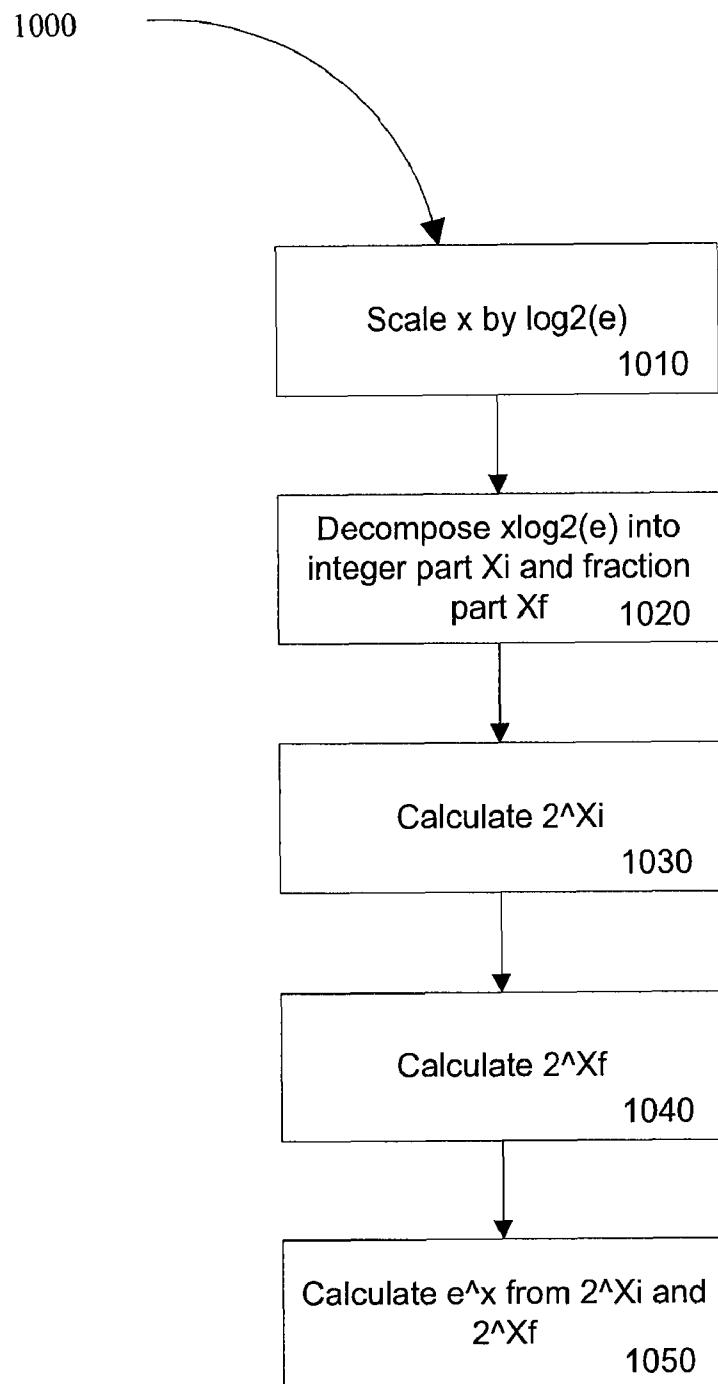 1000
Scale x by log2(e)
1010
Decompose xlog2(e) into
integer part Xi and fraction
part Xf 1020
Calculate 2^Xi
1030
Calculate 2^Xf
1040
Calculate e^x from 2^Xi and
2^Xf
1050